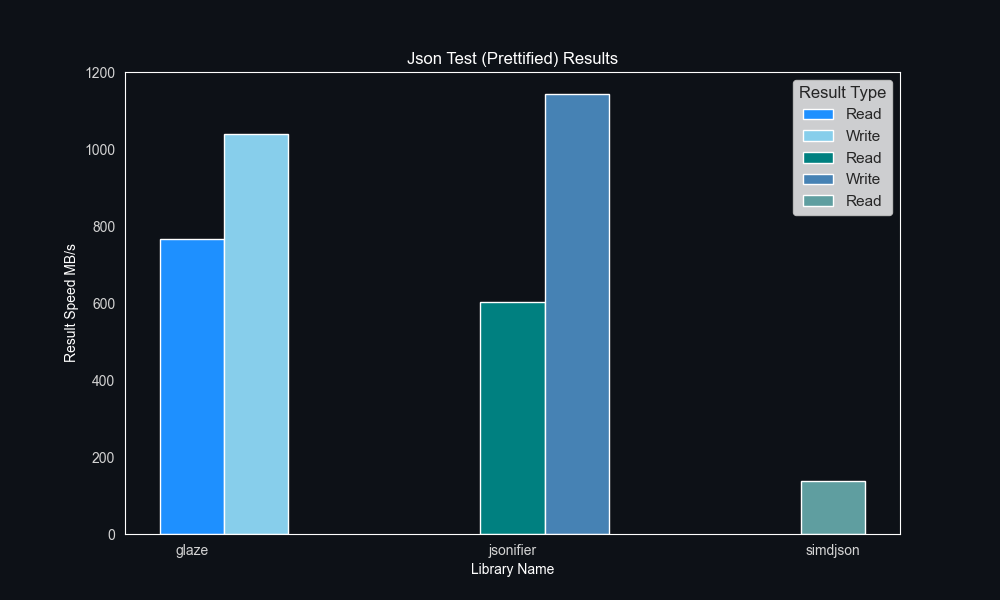 Json Test (Prettified) Results
1200
1000
800
600
400
200
0
Result Speed MB/s
Result Type
Read
Write
Read
Write
Read
glaze
jsonifier
simdjson
Library Name